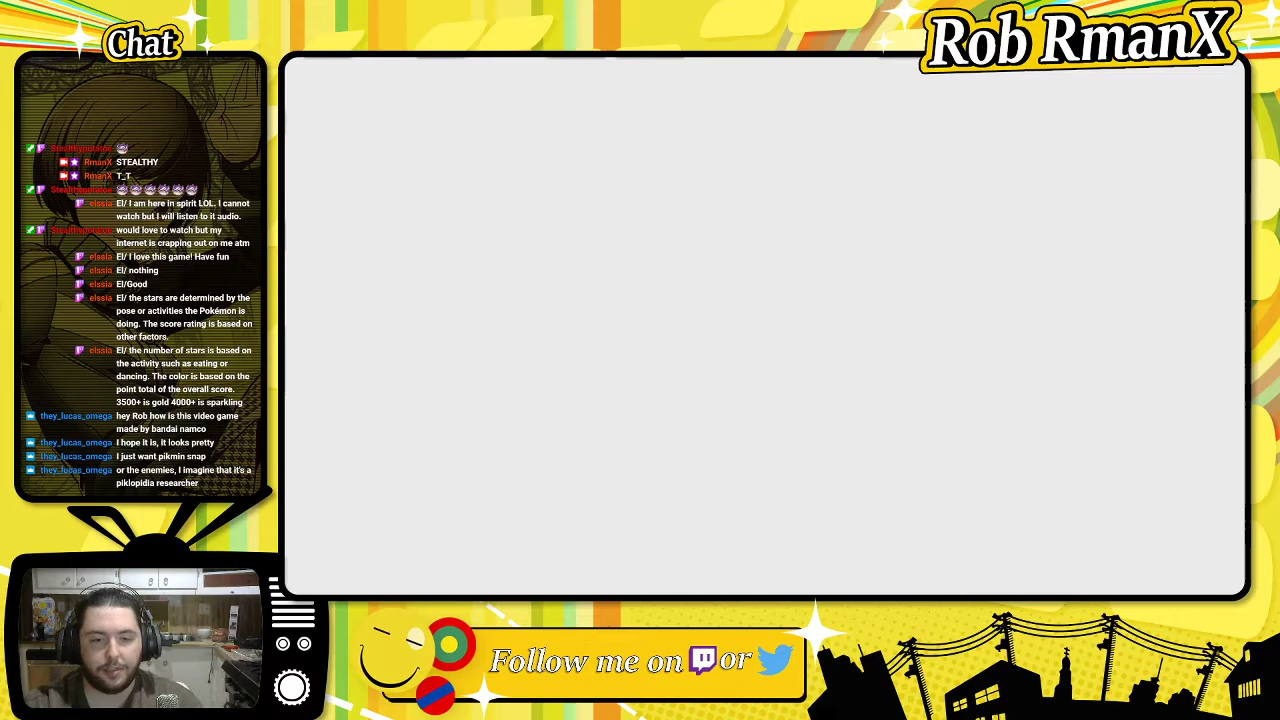 Chat
Rob RmanX
Stealthypotatoe
RmanX STEALTHY
RmanX T_T
Stealthypotatoe
elssia El/ I am here in spirit LOL. I cannot
watch but I will listen to it audio.
Stealthypotatoe would love to watch but my
internet is crapping out on me atm
elssia El/ I love this game! Have fun
elssia El/ nothing
elssia El/Good
elssia El/ the stars are determined by the
pose or activities the Pokémon is
doing. The score rating is based on
other factors.
elssia El/ the number of stars is based on
the activity such as eating or
dancing. The color is based on the
point total of the overall score.
3500+ is gold 4000+ is sparkling.
they_lucas_omega hey Rob how is this video game
made by bandai namco
they_lucas_omega I hope it is, it looks pretty
they_lucas_omega I just want pikmin snap
they_lucas_omega or the enemies, I imagine that it's a
piklopidia researcher
Follow me on or